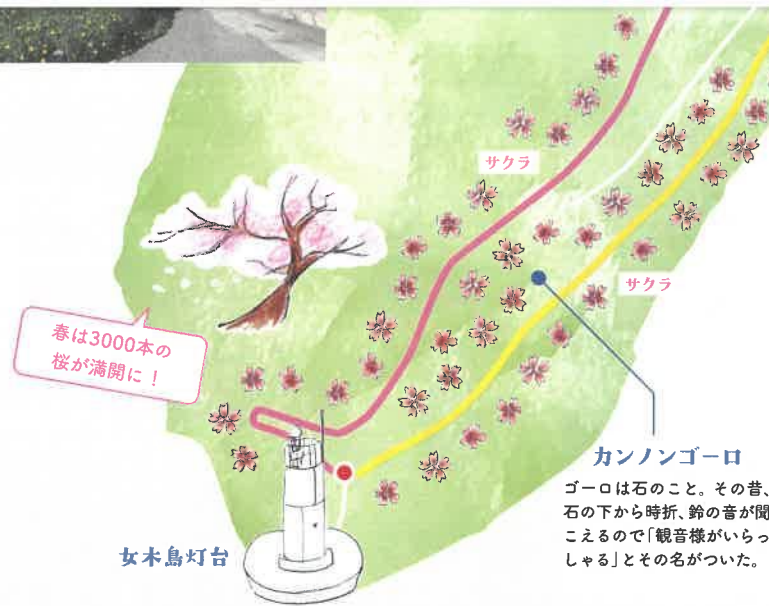 サクラ
サクラ
春は3000本の
桜が満開に！
カンノンゴーロ
ゴーロは石のこと。その昔、
石の下から時折、鈴の音が聞
こえるので「観音様がいらっ
しゃる」とその名がついた。
女木島灯台